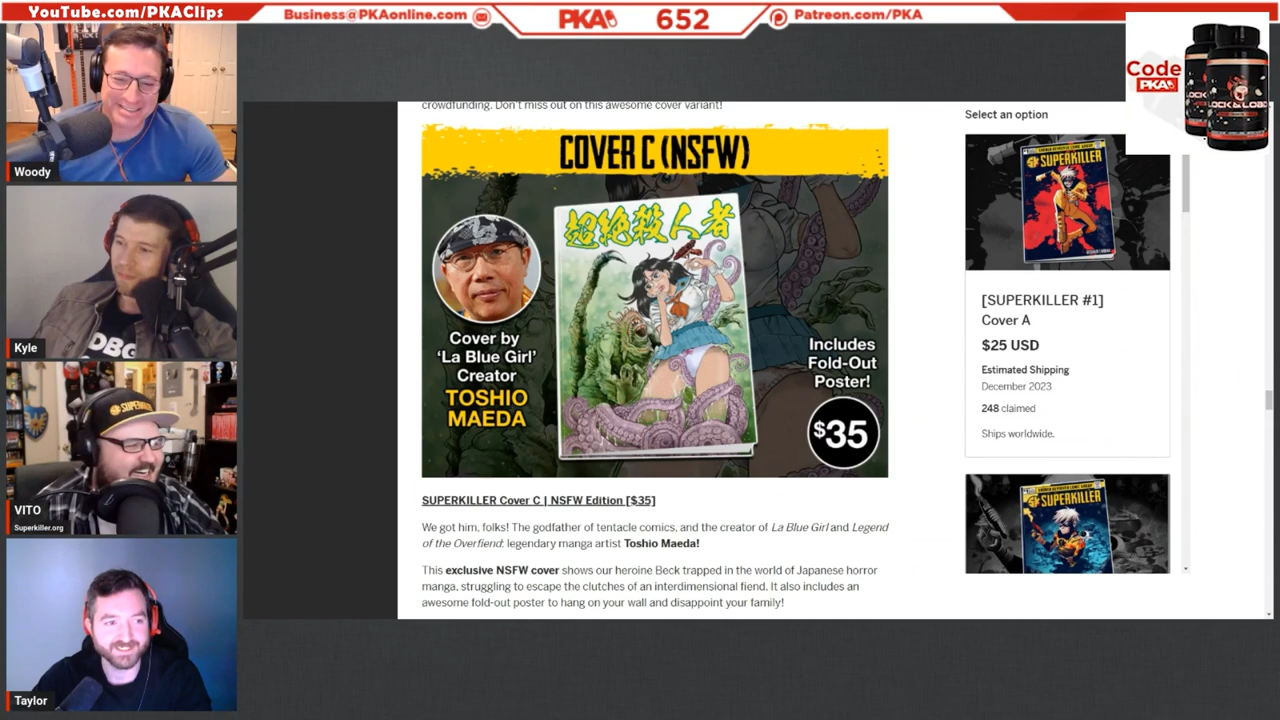 YouTube.com/PKAClips
Business@PKAonline.com
PKA 652
Patreon.com/PKA
Code
PKA
LOCK & LOAD
Woody
Kyle
VITO
Superkiller.org
Taylor
SUPERKILLER
crowdfunding. Don't miss out on this awesome cover variant!
COVER C (NSFW)
超絶殺人者
Cover by
'La Blue Girl'
Creator
TOSHIO
MAEDA
Includes
Fold-Out
Poster!
$35
SUPERKILLER Cover C | NSFW Edition [$35]
We got him, folks! The godfather of tentacle comics, and the creator of La Blue Girl and Legend
of the Overfiend: legendary manga artist Toshio Maeda!
This exclusive NSFW cover shows our heroine Beck trapped in the world of Japanese horror
manga, struggling to escape the clutches of an interdimensional fiend. It also includes an
awesome fold-out poster to hang on your wall and disappoint your family!
Select an option
SUPERKILLER
[SUPERKILLER #1]
Cover A
$25 USD
Estimated Shipping
December 2023
248 claimed
Ships worldwide.
SUPERKILLER